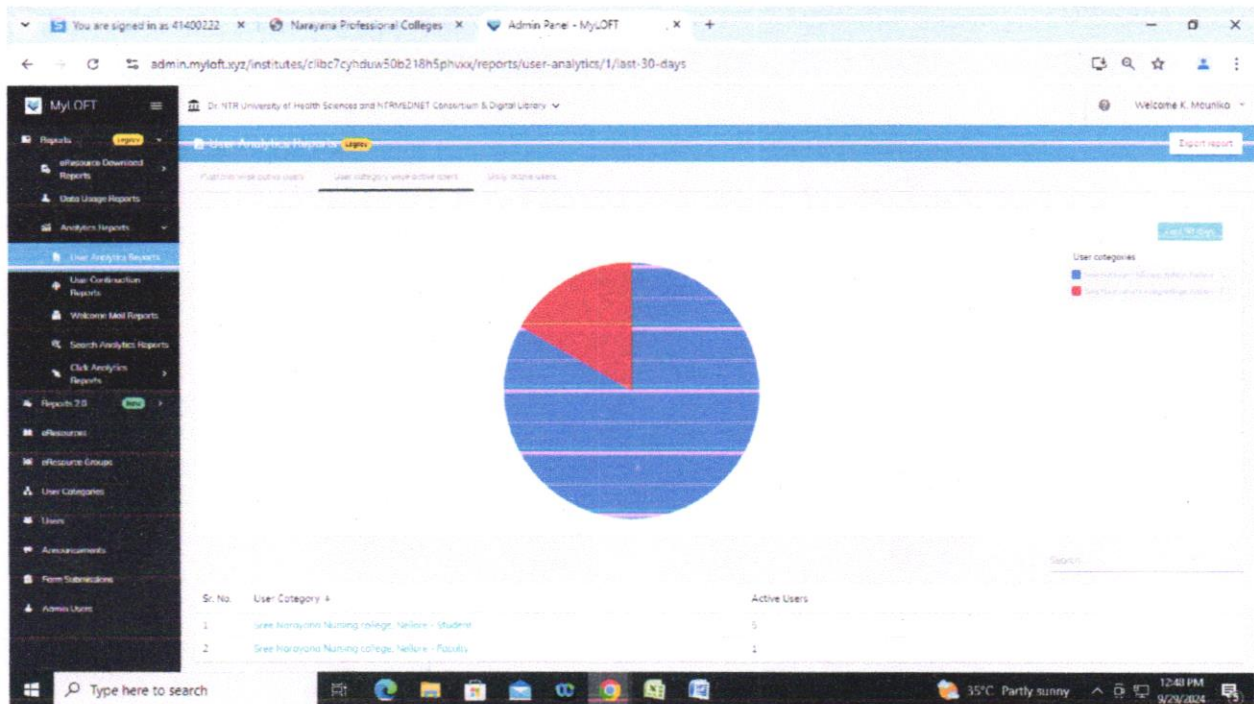 You are signed in as 41400222
Narayana Professional Colleges
Admin Panel - MyLOFT
admin.myloft.xyz/institutes/clibc7cyhduw50b218h5phvxx/reports/user-analytics/1/last-30-days
MyLOFT
Dr. NTR University of Health Sciences and NTRMEDNET Consortium & Digital Library
Welcome K. Mounika
Reports Legacy
User Analytics Reports Legacy
Export report
eResource Download
Reports
Platform wise active users
User category wise active users
Daily active users
Data Usage Reports
Analytics Reports
Last 30 days
User Analytics Reports
User categories
User Continuation
Reports
Welcome Mail Reports
Search Analytics Reports
Click Analytics
Reports
Reports 2.0 New
eResources
eResource Groups
User Categories
Users
Announcements
Search
Form Submissions
Admin Users
Sr. No. User Category Active Users
1 Sree Narayana Nursing college, Nellore - Student 5
2 Sree Narayana Nursing college, Nellore - Faculty 1
Type here to search
35°C Partly sunny
12:48 PM
9/29/2024